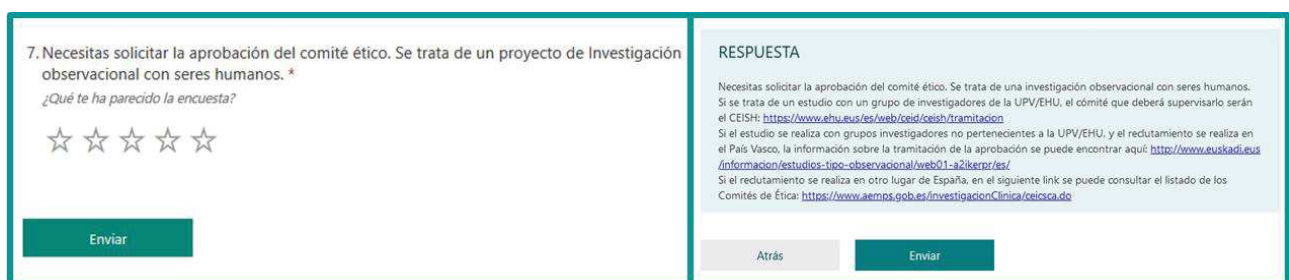 7. Necesitas solicitar la aprobación del comité ético. Se trata de un proyecto de Investigación
observacional con seres humanos. *
¿Qué te ha parecido la encuesta?
Enviar
RESPUESTA
Necesitas solicitar la aprobación del comité ético. Se trata de una investigación observacional con seres humanos.
Si se trata de un estudio con un grupo de investigadores de la UPV/EHU, el cómité que deberá supervisarlo serán
el CEISH: https://www.ehu.eus/es/web/ceid/ceish/tramitacion
Si el estudio se realiza con grupos investigadores no pertenecientes a la UPV/EHU, y el reclutamiento se realiza en
el País Vasco, la información sobre la tramitación de la aprobación se puede encontrar aquí: http://www.euskadi.eus
/informacion/estudios-tipo-observacional/web01-a2ikerpr/es/
Si el reclutamiento se realiza en otro lugar de España, en el siguiente link se puede consultar el listado de los
Comités de Ética: https://www.aemps.gob.es/investigacionClinica/ceicsca.do
Atrás
Enviar